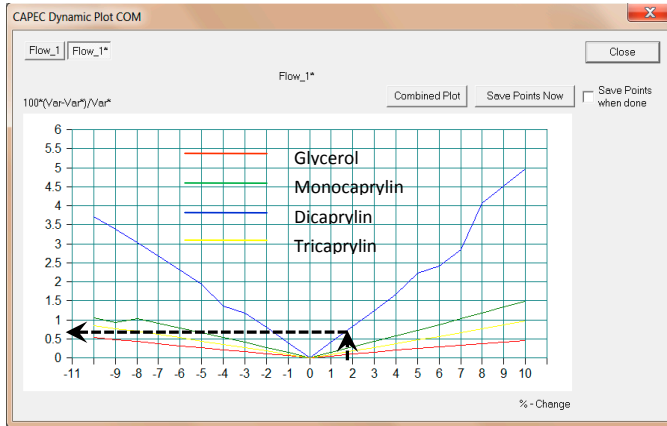 CAPEC Dynamic Plot COM
X
Flow_1 Flow_1* Close
Flow_1*
Combined Plot Save Points Now Save Points when done
100*(Var-Var*)/Var*
6
5.5
5
4.5
4
3.5
3
2.5
2
1.5
1
0.5
0
Glycerol
Monocaprylin
Dicaprylin
Tricaprylin
-11 -9 -8 -7 -6 -5 -4 -3 -2 -1 0 1 2 3 4 5 6 7 8 9 10
% - Change